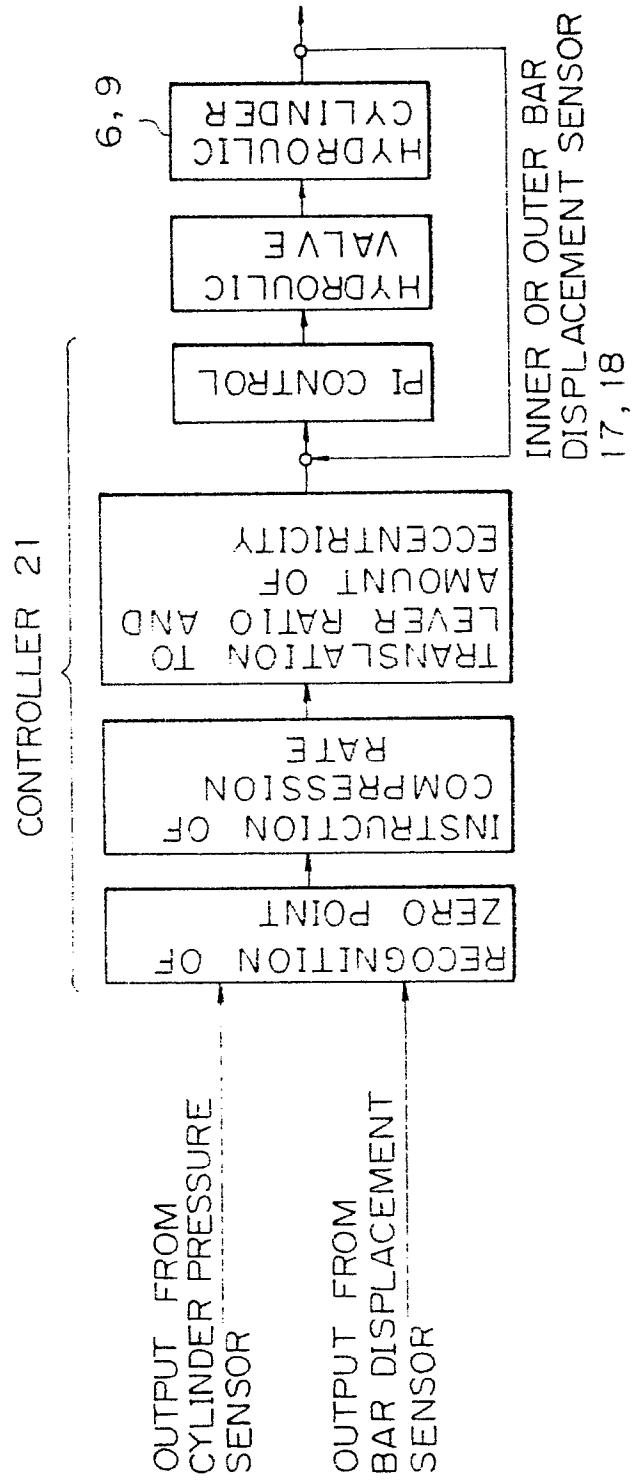 CONTROLLER 21
OUTPUT FROM
CYLINDER PRESSURE
SENSOR
OUTPUT FROM
BAR DISPLACEMENT
SENSOR
RECOGNITION OF
ZERO POINT
INSTRUCTION OF
COMPRESSION
RATE
TRANSLATION TO
LEVER RATIO AND
AMOUNT OF
ECCENTRICITY
PI CONTROL
HYDROULIC
VALVE
HYDROULIC
CYLINDER
6, 9
INNER OR OUTER BAR
DISPLACEMENT SENSOR
17, 18